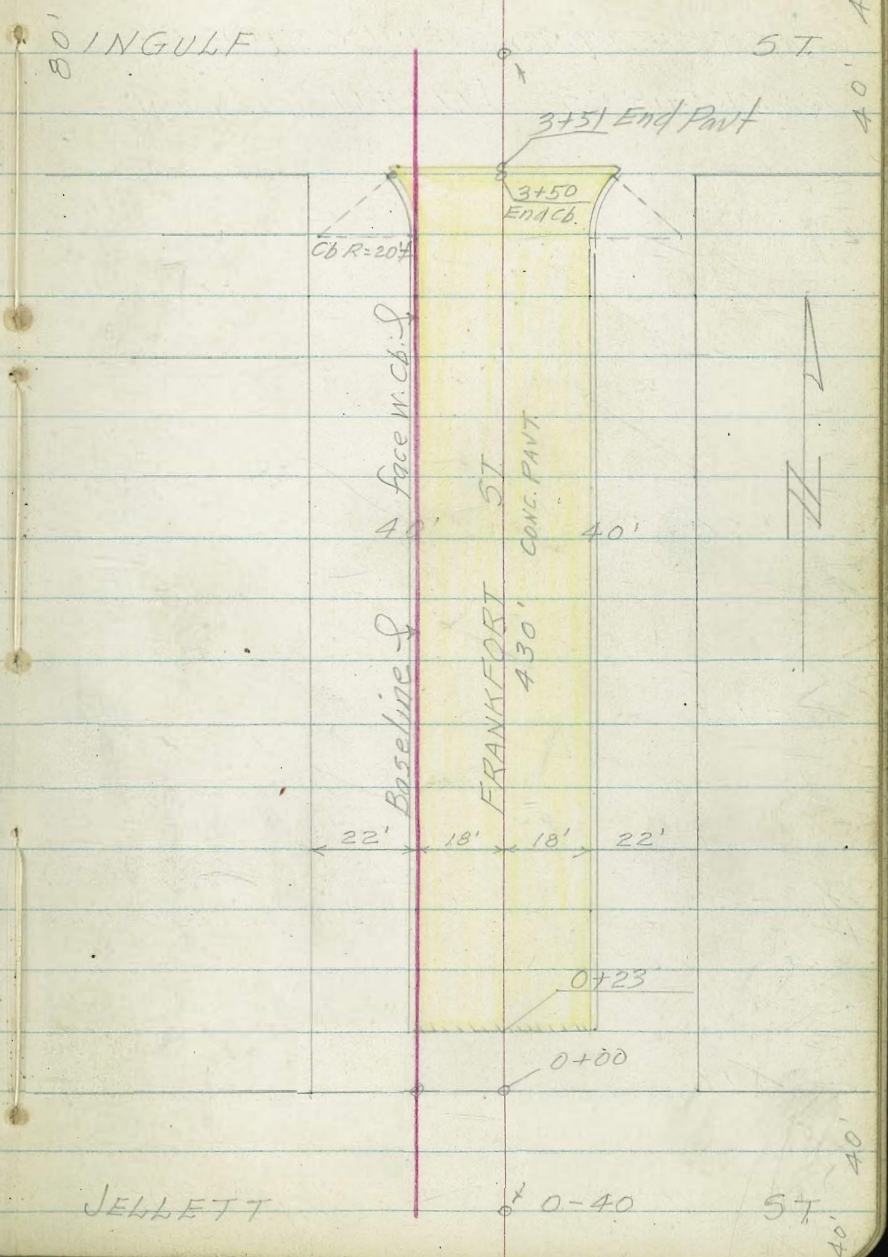 80' INGULF ST.
40'
3+51 End Pavt
3+50
End Cb.
Cb R=20'
face W. Cb.
FRANKFORT ST
430' CONC. PAVT.
40' 40'
N
Baseline
22' 18' 18' 22'
0+23
0+00
40'
JELLETT 0-40 ST.
40'